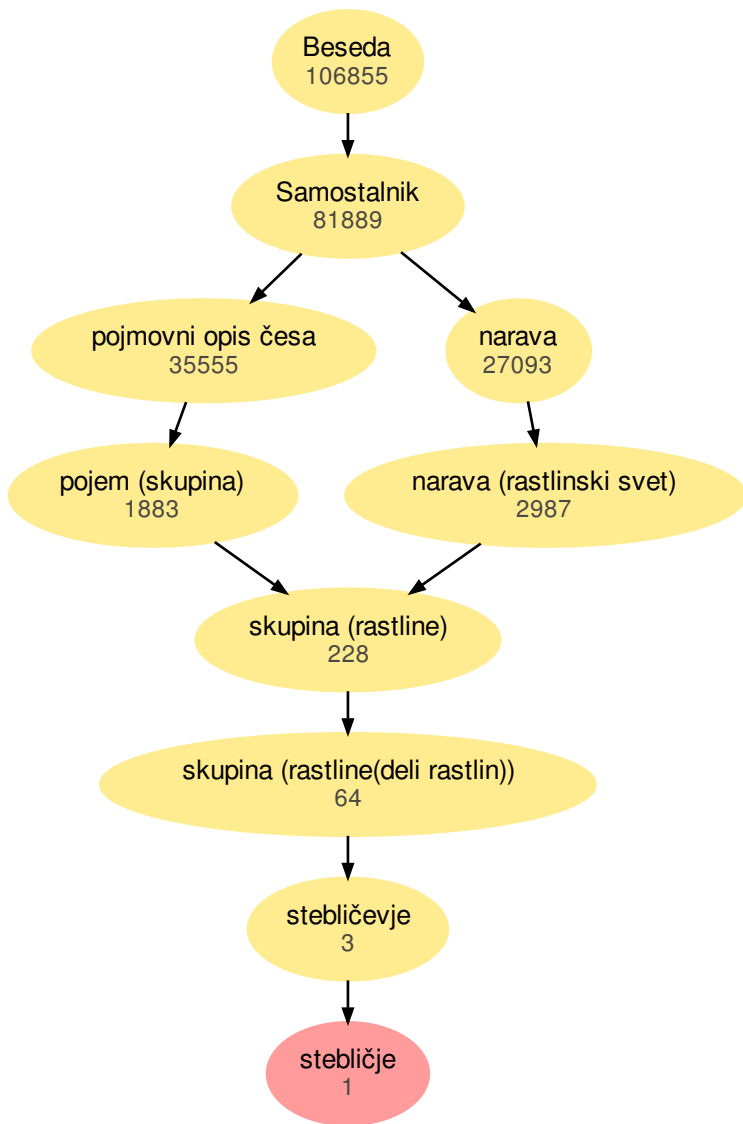 Beseda
106855
Samostalnik
81889
pojmovni opis česa
35555
narava
27093
pojem (skupina)
1883
narava (rastlinski svet)
2987
skupina (rastline)
228
skupina (rastline(deli rastlin))
64
stebličevje
3
stebličje
1